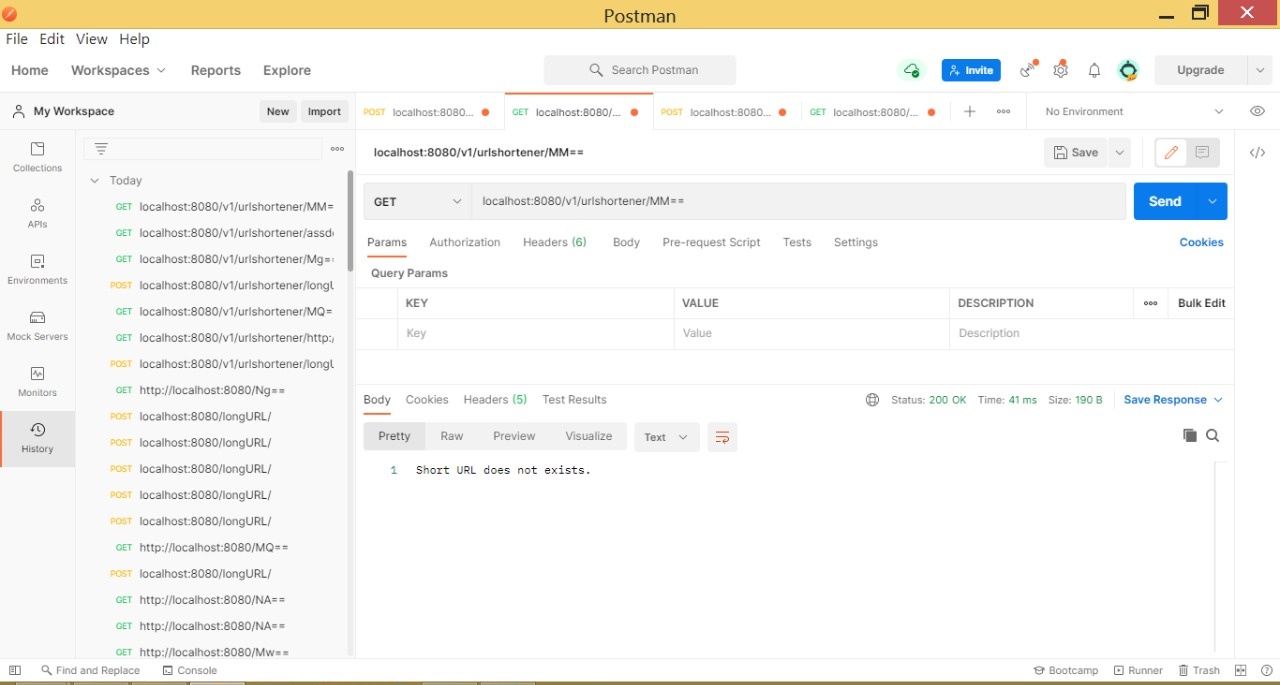 Postman
File Edit View Help
Home Workspaces Reports Explore Search Postman Invite Upgrade
My Workspace New Import POST localhost:8080... GET localhost:8080/... POST localhost:8080... GET localhost:8080/... No Environment
Collections
APIs
Environments
Mock Servers
Monitors
History
Today
GET localhost:8080/v1/urlshortener/MM=
GET localhost:8080/v1/urlshortener/assd
GET localhost:8080/v1/urlshortener/Mg=
POST localhost:8080/v1/urlshortener/longU
GET localhost:8080/v1/urlshortener/MQ=
GET localhost:8080/v1/urlshortener/http:/
POST localhost:8080/v1/urlshortener/longU
GET http://localhost:8080/Ng==
POST localhost:8080/longURL/
POST localhost:8080/longURL/
POST localhost:8080/longURL/
POST localhost:8080/longURL/
POST localhost:8080/longURL/
GET http://localhost:8080/MQ==
POST localhost:8080/longURL/
GET http://localhost:8080/NA==
GET http://localhost:8080/NA==
GET http://localhost:8080/Mw==
localhost:8080/v1/urlshortener/MM== Save
GET localhost:8080/v1/urlshortener/MM== Send
Params Authorization Headers (6) Body Pre-request Script Tests Settings Cookies
Query Params
KEY VALUE DESCRIPTION Bulk Edit
Key Value Description
Body Cookies Headers (5) Test Results Status: 200 OK Time: 41 ms Size: 190 B Save Response
Pretty Raw Preview Visualize Text
1 Short URL does not exists.
Find and Replace Console Bootcamp Runner Trash